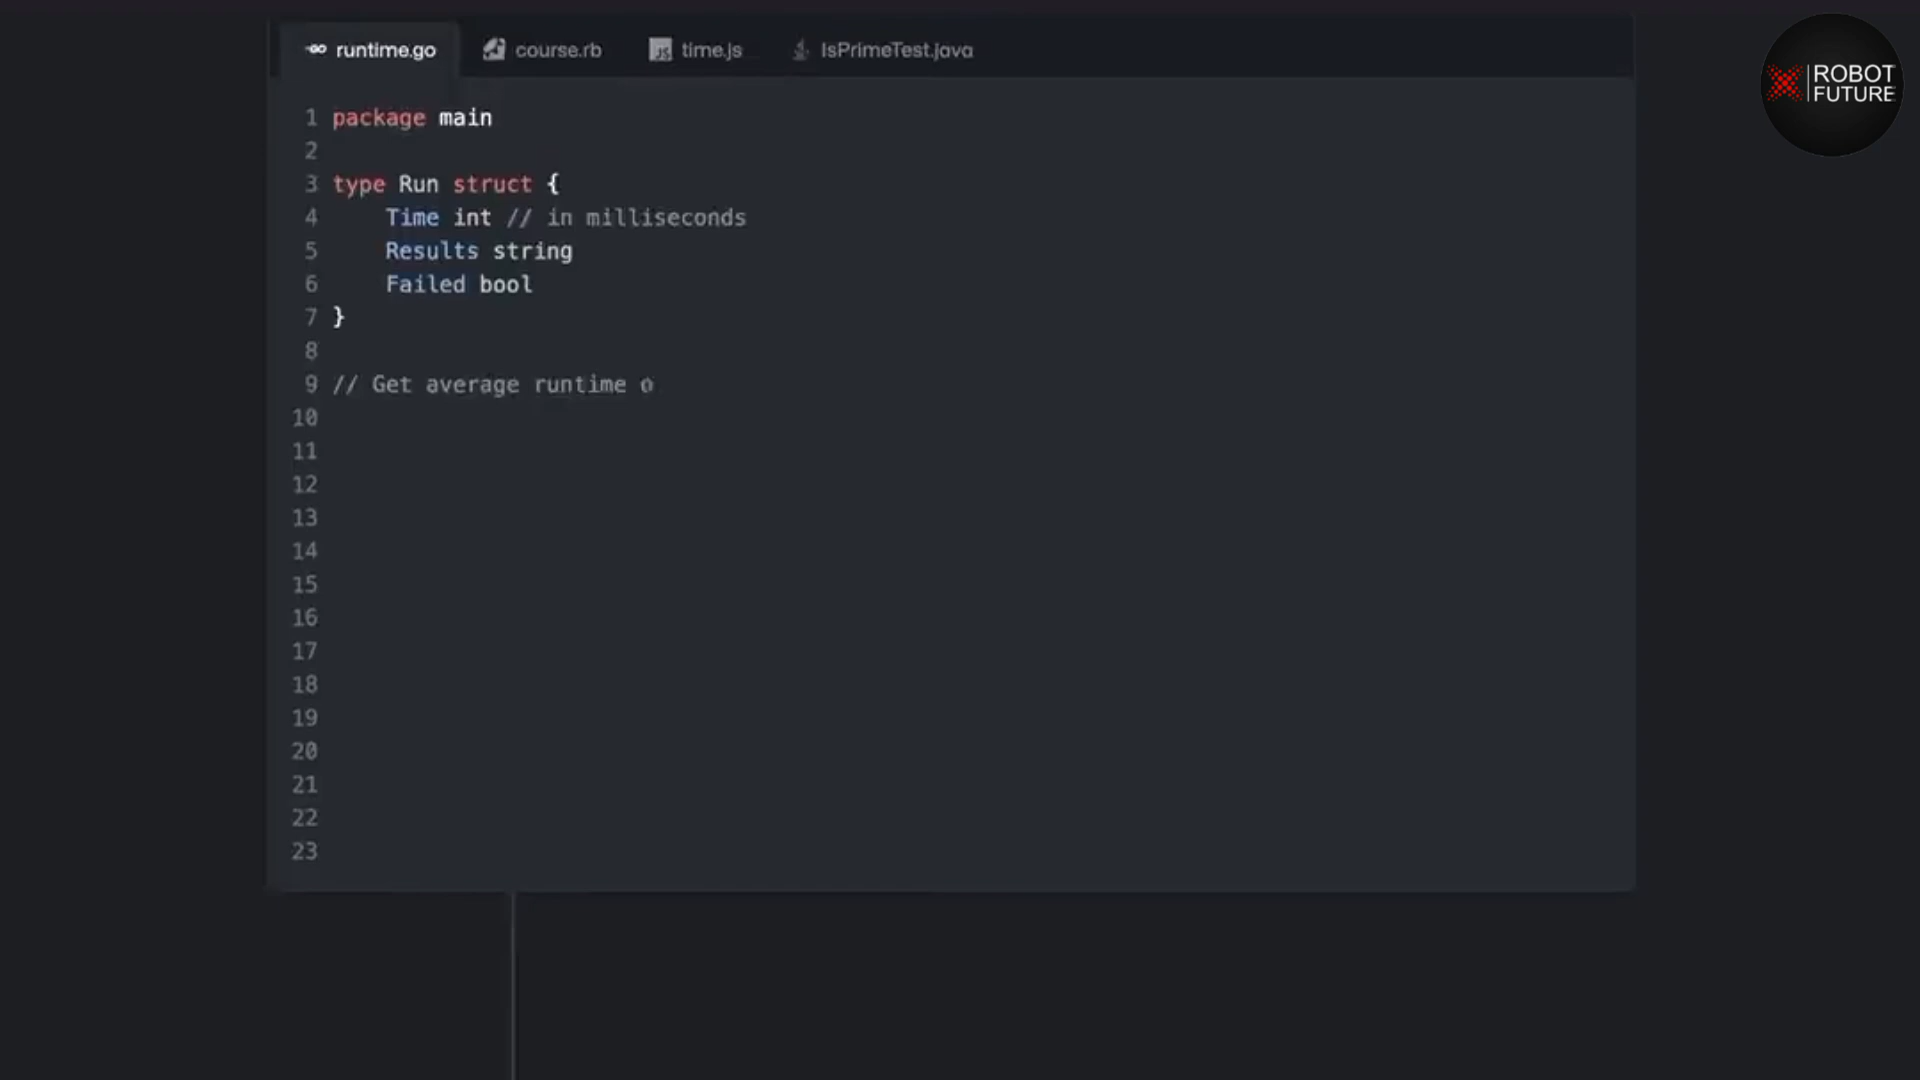 runtime.go course.rb JS time.js IsPrimeTest.java
ROBOT
FUTURE
1 package main
2
3 type Run struct {
4 Time int // in milliseconds
5 Results string
6 Failed bool
7 }
8
9 // Get average runtime o
10
11
12
13
14
15
16
17
18
19
20
21
22
23